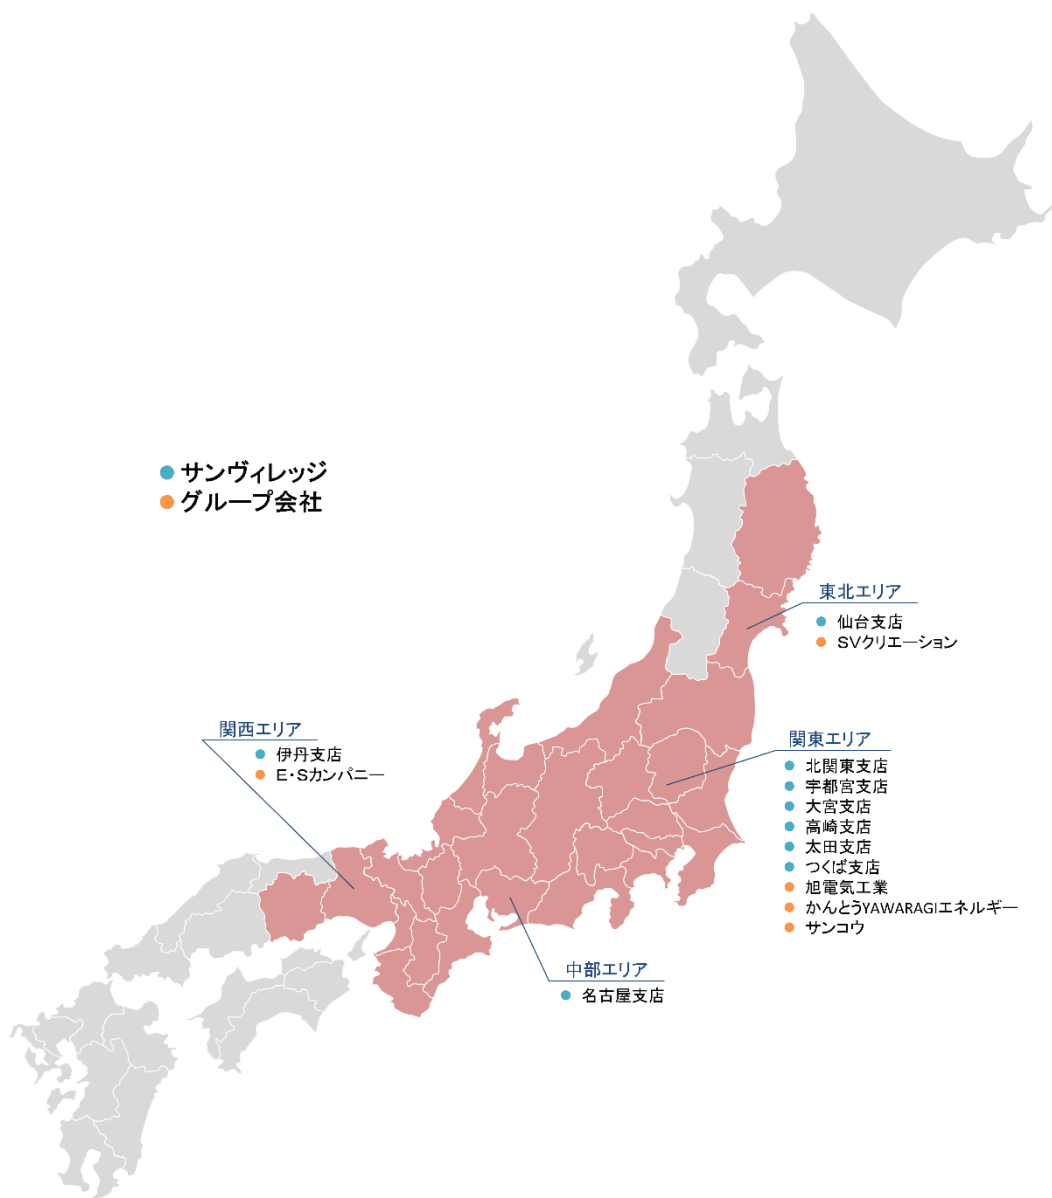 サンヴィレッジ
グループ会社
東北エリア
仙台支店
SVクリエーション
関西エリア
伊丹支店
E・Sカンパニー
関東エリア
北関東支店
宇都宮支店
大宮支店
高崎支店
太田支店
つくば支店
旭電気工業
かんとうYAWARAGIエネルギー
サンコウ
中部エリア
名古屋支店